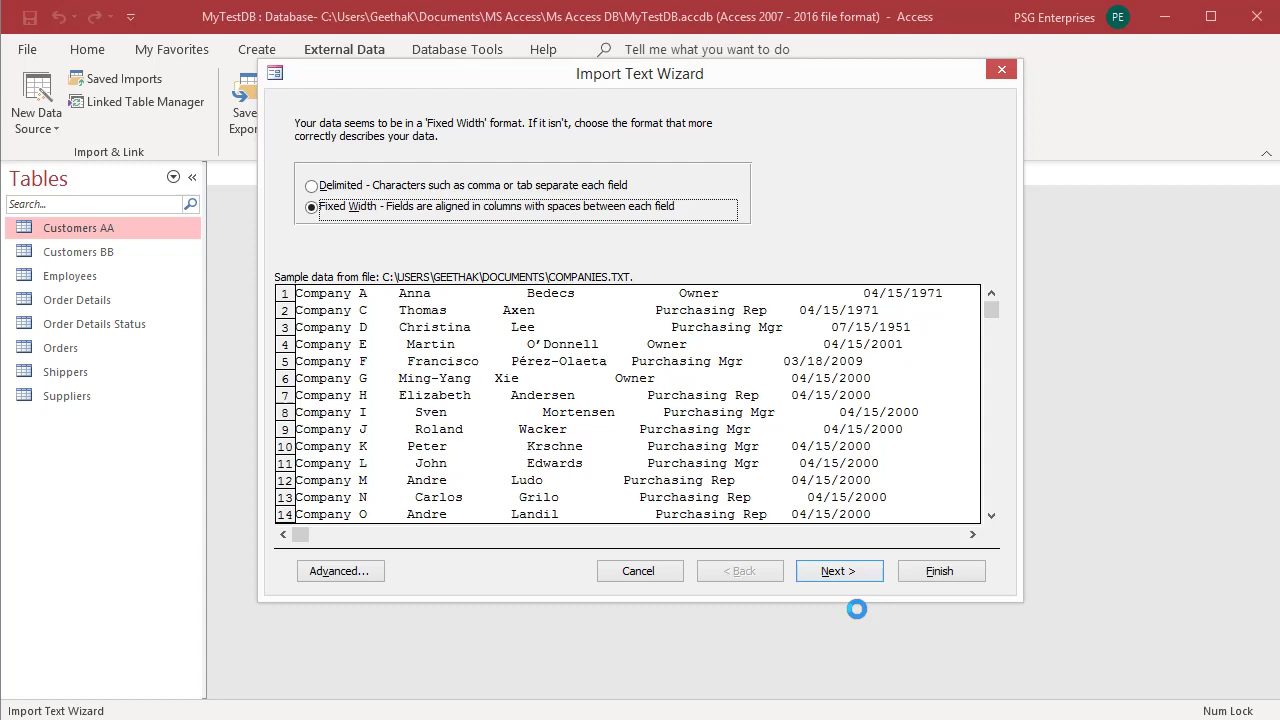 MyTestDB : Database- C:\Users\GeethaK\Documents\MS Access\Ms Access DB\MyTestDB.accdb (Access 2007 - 2016 file format) - Access
PSG Enterprises PE
File Home My Favorites Create External Data Database Tools Help Tell me what you want to do
New Data Source
Saved Imports
Linked Table Manager
Import & Link
Save
Expor
Tables
Search...
Customers AA
Customers BB
Employees
Order Details
Order Details Status
Orders
Shippers
Suppliers
Import Text Wizard
Your data seems to be in a 'Fixed Width' format. If it isn't, choose the format that more
correctly describes your data.
Delimited - Characters such as comma or tab separate each field
Fixed Width - Fields are aligned in columns with spaces between each field
Sample data from file: C:\USERS\GEETHAK\DOCUMENTS\COMPANIES.TXT.
1 Company A Anna Bedecs Owner 04/15/1971
2 Company C Thomas Axen Purchasing Rep 04/15/1971
3 Company D Christina Lee Purchasing Mgr 07/15/1951
4 Company E Martin O’Donnell Owner 04/15/2001
5 Company F Francisco Pérez-Olaeta Purchasing Mgr 03/18/2009
6 Company G Ming-Yang Xie Owner 04/15/2000
7 Company H Elizabeth Andersen Purchasing Rep 04/15/2000
8 Company I Sven Mortensen Purchasing Mgr 04/15/2000
9 Company J Roland Wacker Purchasing Mgr 04/15/2000
10 Company K Peter Krschne Purchasing Mgr 04/15/2000
11 Company L John Edwards Purchasing Mgr 04/15/2000
12 Company M Andre Ludo Purchasing Rep 04/15/2000
13 Company N Carlos Grilo Purchasing Rep 04/15/2000
14 Company O Andre Landil Purchasing Rep 04/15/2000
Advanced... Cancel < Back Next > Finish
Import Text Wizard
Num Lock